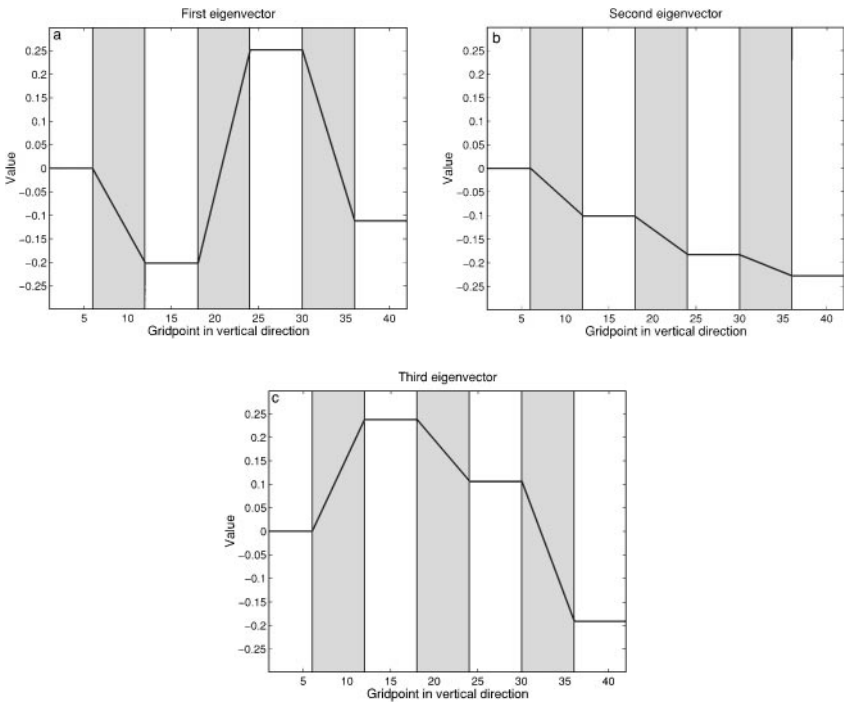 First eigenvector
a
0.25
0.2
0.15
0.1
0.05
0
−0.05
−0.1
−0.15
−0.2
−0.25
Value
5 10 15 20 25 30 35 40
Gridpoint in vertical direction
Second eigenvector
b
0.25
0.2
0.15
0.1
0.05
0
−0.05
−0.1
−0.15
−0.2
−0.25
Value
5 10 15 20 25 30 35 40
Gridpoint in vertical direction
Third eigenvector
c
0.25
0.2
0.15
0.1
0.05
0
−0.05
−0.1
−0.15
−0.2
−0.25
Value
5 10 15 20 25 30 35 40
Gridpoint in vertical direction